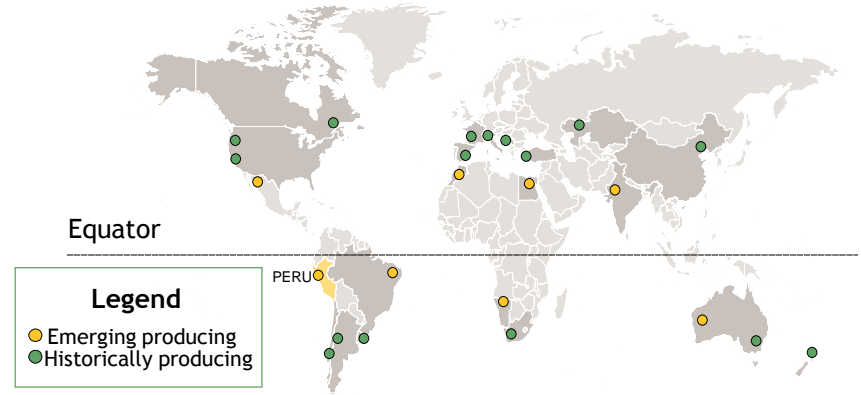 Equator
PERU
Legend
Emerging producing
Historically producing